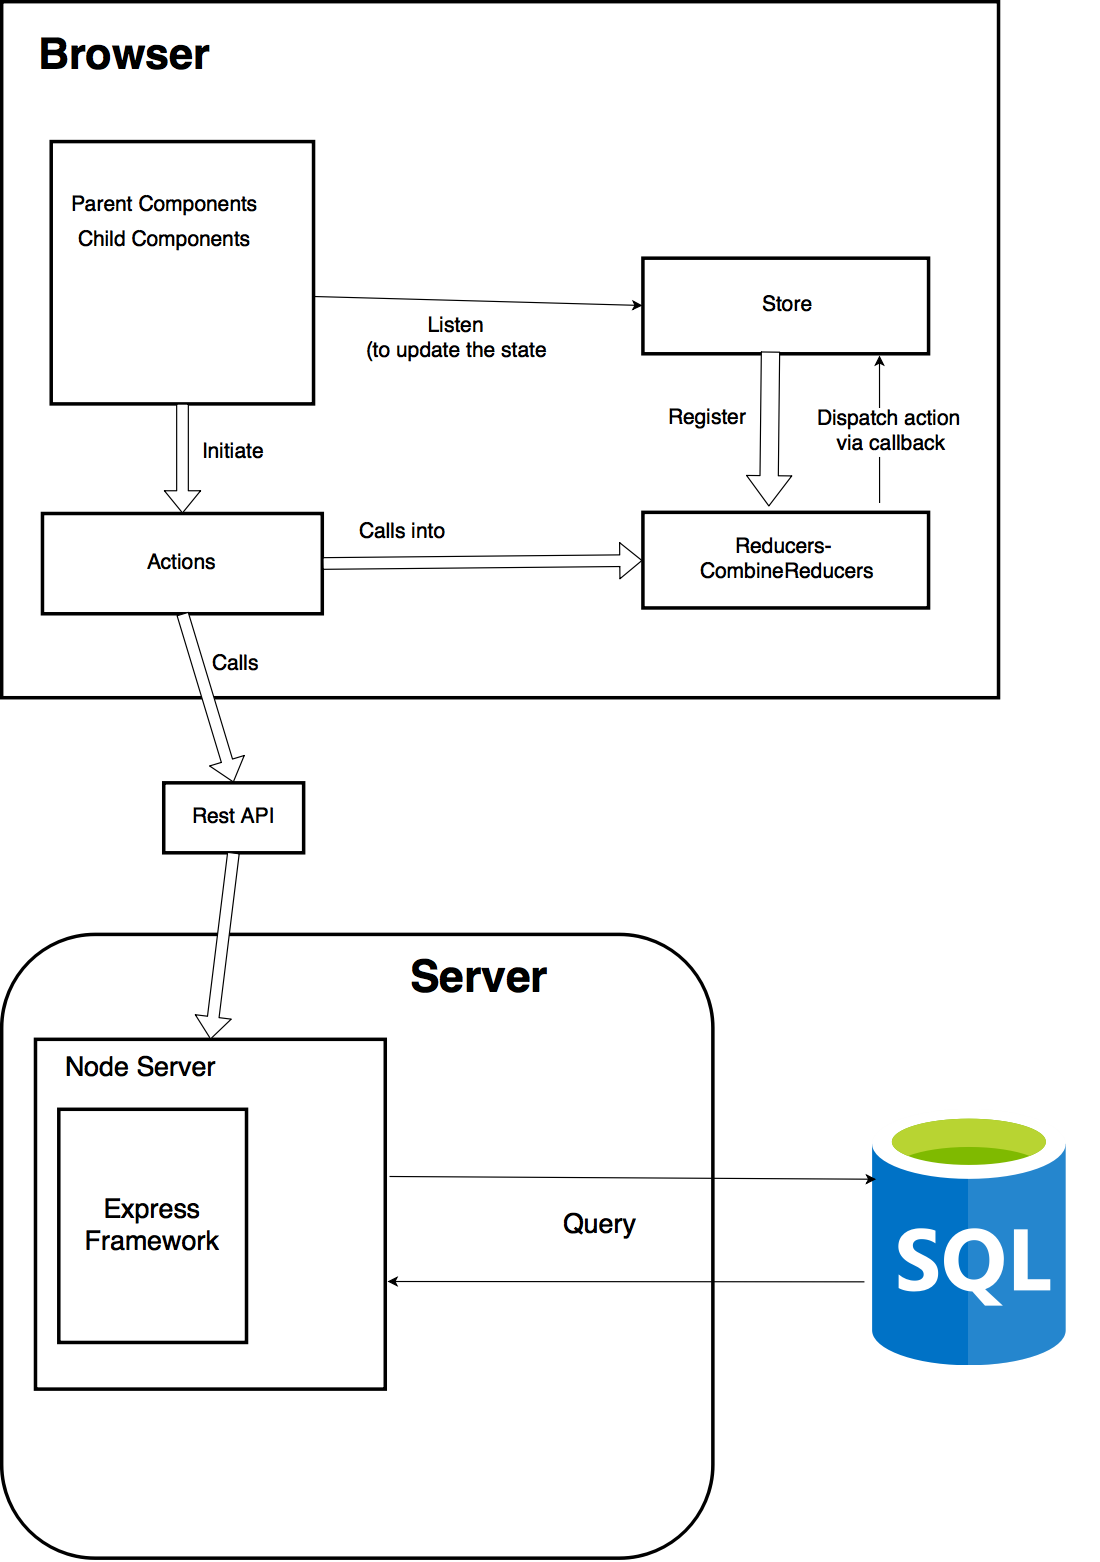 Browser
Parent Components
Child Components
Store
Listen
(to update the state
Register
Dispatch action
via callback
Initiate
Calls into
Actions
Reducers-
CombineReducers
Calls
Rest API
Server
Node Server
Express
Framework
Query
SQL